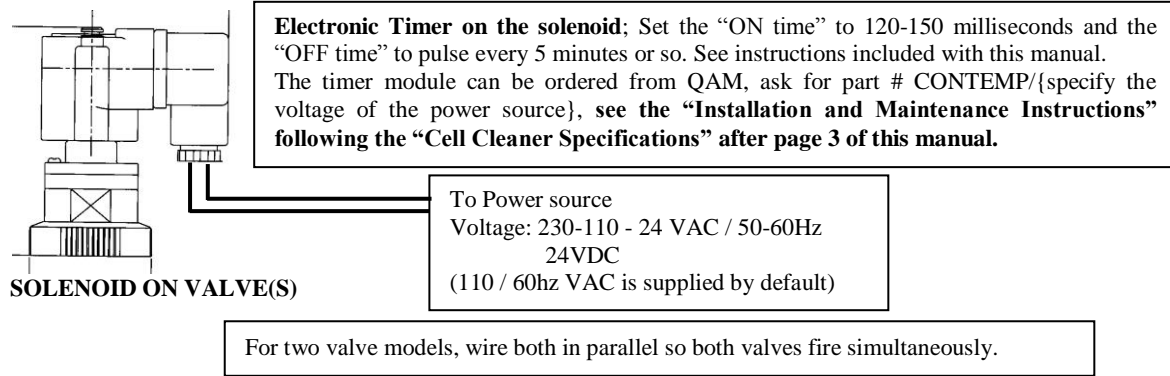 Electronic Timer on the solenoid; Set the “ON time” to 120-150 milliseconds and the
“OFF time” to pulse every 5 minutes or so. See instructions included with this manual.
The timer module can be ordered from QAM, ask for part # CONTEMP/{specify the
voltage of the power source}, see the “Installation and Maintenance Instructions”
following the “Cell Cleaner Specifications” after page 3 of this manual.
To Power source
Voltage: 230-110 - 24 VAC / 50-60Hz
24VDC
(110 / 60hz VAC is supplied by default)
SOLENOID ON VALVE(S)
For two valve models, wire both in parallel so both valves fire simultaneously.